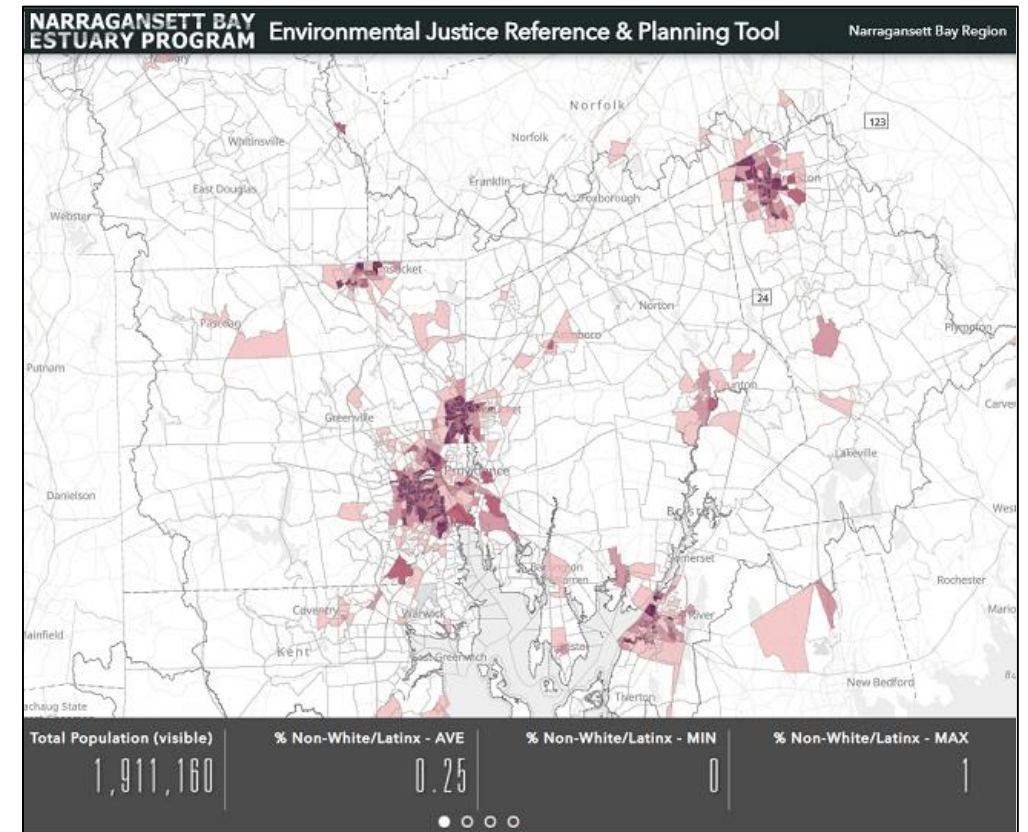 NARRAGANSETT BAY
ESTUARY PROGRAM
Environmental Justice Reference & Planning Tool
Narragansett Bay Region
Norfolk
123
Whitinsville
Norfolk
East Douglas
Franklin
Foxborough
Webster
24
Norton
Pascoag
Plympton
Putnam
Greenville
Carver
Providence
Lakeville
Danielson
Somerset
Rochester
Coventry
Warwick
River
Kent
East Greenwich
New Bedford
Tiverton
achaug State
Total Population (visible)
1,911,160
% Non-White/Latinx - AVE
0.25
% Non-White/Latinx - MIN
0
% Non-White/Latinx - MAX
1